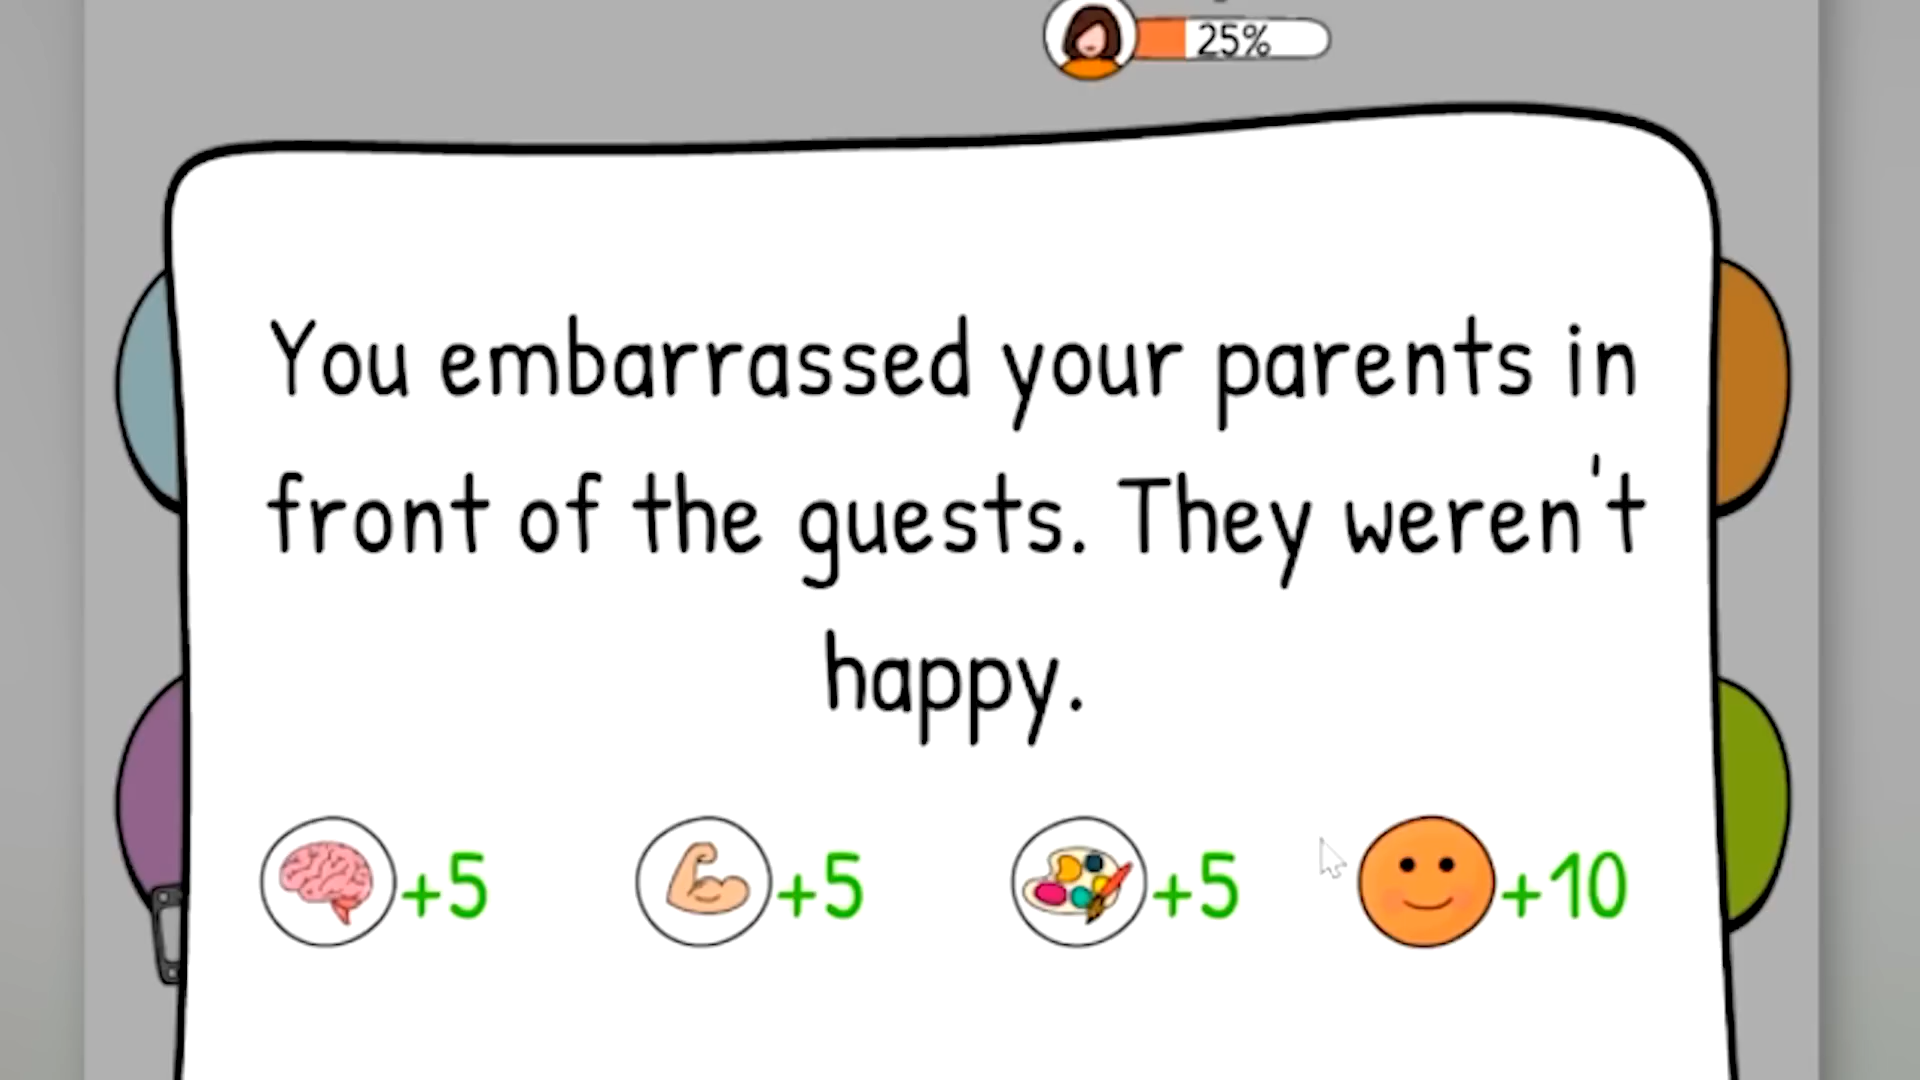 25%
You embarrassed your parents in
front of the guests. They weren't
happy.
+5 +5 +5 +10